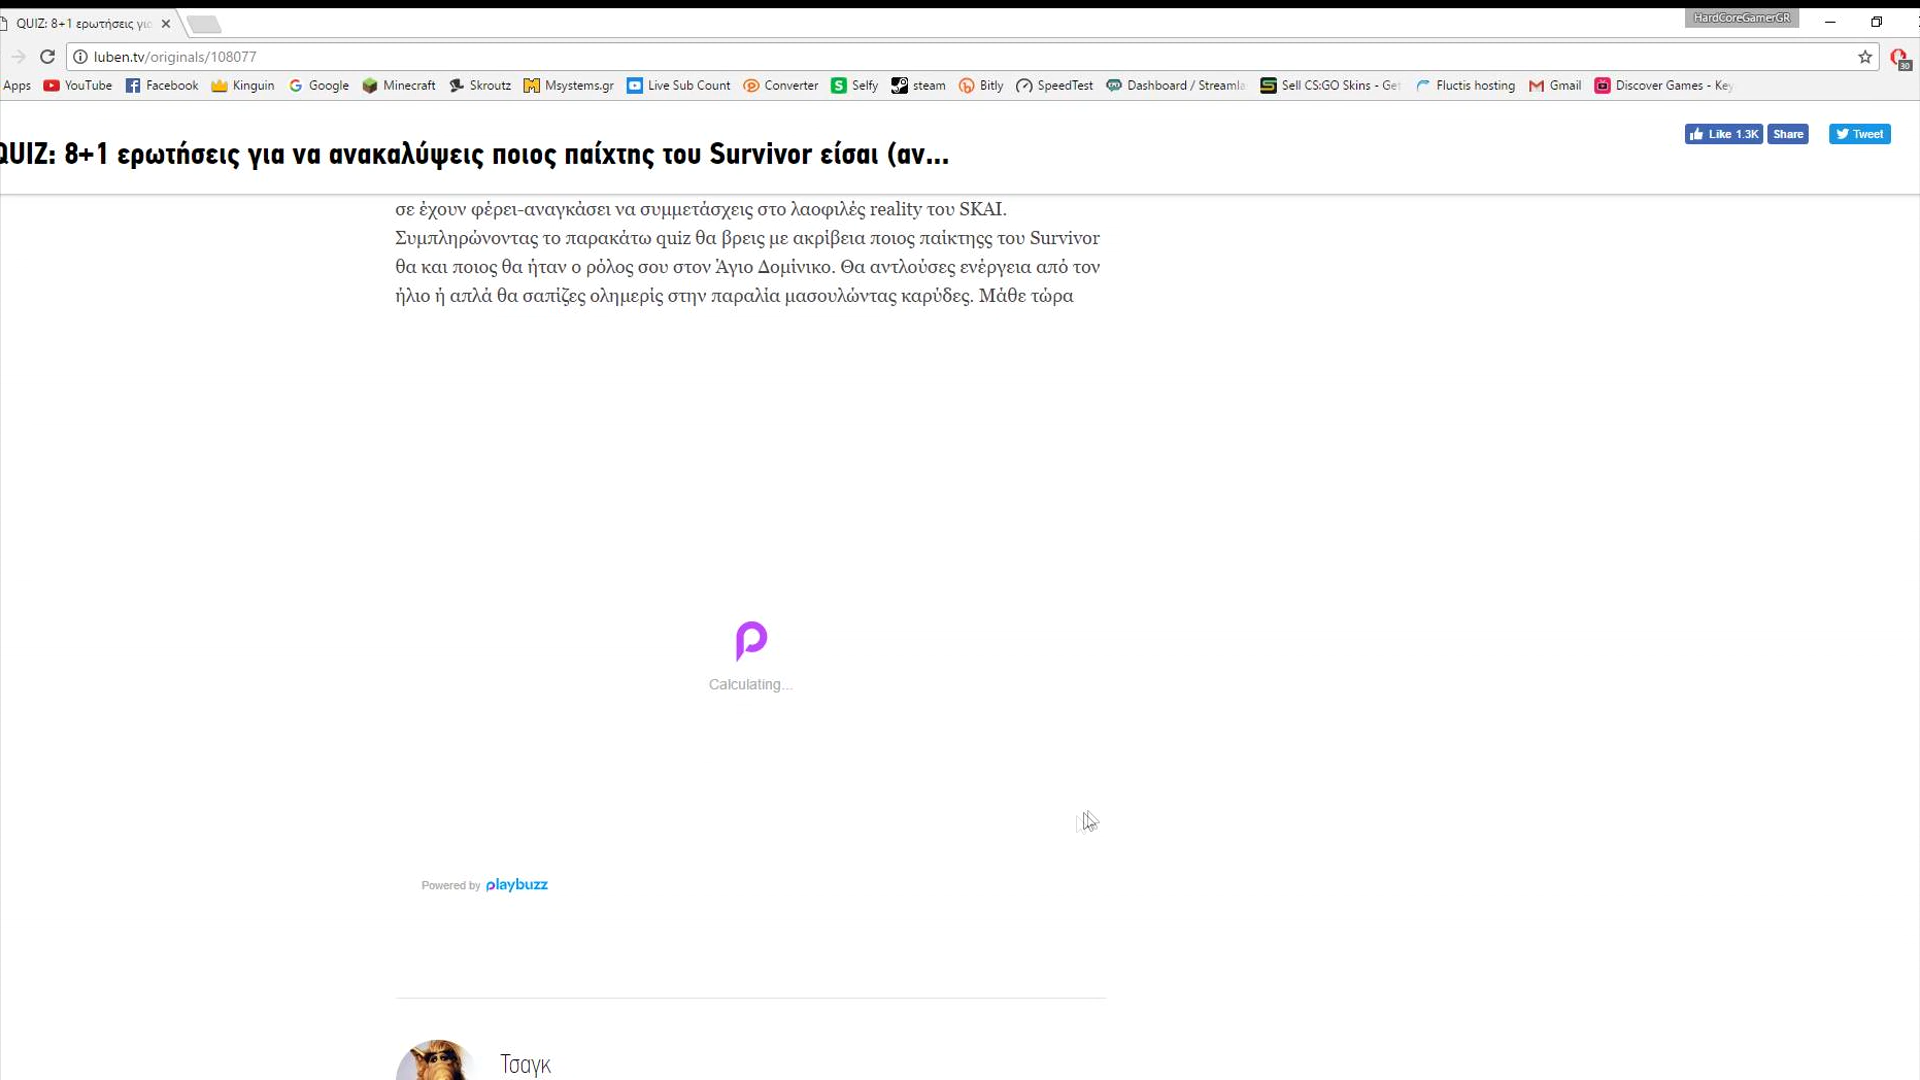 QUIZ: 8+1 ερωτήσεις για
HardCoreGamerGR
luben.tv/originals/108077
30
Apps YouTube Facebook Kinguin Google Minecraft Skroutz Msystems.gr Live Sub Count Converter Selfy steam Bitly SpeedTest Dashboard / Streamla Sell CS:GO Skins - Ge Fluctis hosting Gmail Discover Games - Key
Like 1.3K Share Tweet
QUIZ: 8+1 ερωτήσεις για να ανακαλύψεις ποιος παίχτης του Survivor είσαι (αν...
σε έχουν φέρει-αναγκάσει να συμμετάσχεις στο λαοφιλές reality του SKAI.
Συμπληρώνοντας το παρακάτω quiz θα βρεις με ακρίβεια ποιος παίκτηςς του Survivor
θα και ποιος θα ήταν ο ρόλος σου στον Άγιο Δομίνικο. Θα αντλούσες ενέργεια από τον
ήλιο ή απλά θα σαπίζες ολημερίς στην παραλία μασουλώντας καρύδες. Μάθε τώρα
Calculating...
Powered by playbuzz
Τσαγκ